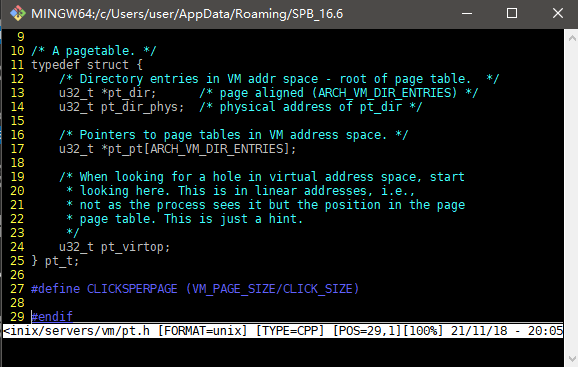 MINGW64:/c/Users/user/AppData/Roaming/SPB_16.6
9
10 /* A pagetable. */
11 typedef struct {
12     /* Directory entries in VM addr space - root of page table.  */
13     u32_t *pt_dir;      /* page aligned (ARCH_VM_DIR_ENTRIES) */
14     u32_t pt_dir_phys;  /* physical address of pt_dir */
15
16     /* Pointers to page tables in VM address space. */
17     u32_t *pt_pt[ARCH_VM_DIR_ENTRIES];
18
19     /* When looking for a hole in virtual address space, start
20      * looking here. This is in linear addresses, i.e.,
21      * not as the process sees it but the position in the page
22      * page table. This is just a hint.
23      */
24     u32_t pt_virtop;
25 } pt_t;
26
27 #define CLICKSPERPAGE (VM_PAGE_SIZE/CLICK_SIZE)
28
29 #endif
<inix/servers/vm/pt.h [FORMAT=unix] [TYPE=CPP] [POS=29,1][100%] 21/11/18 - 20:05